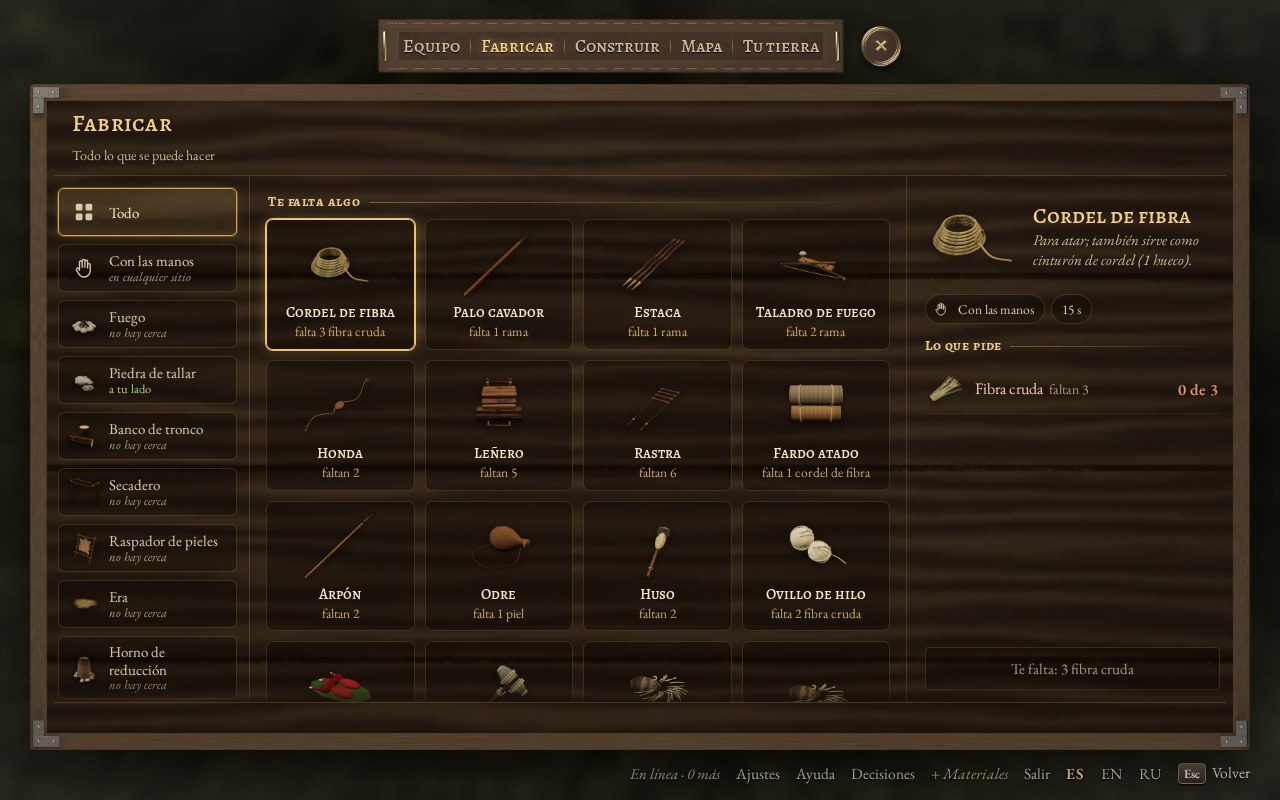 Equipo
Fabricar
Construir
Mapa
Tu tierra
Fabricar
Todo lo que se puede hacer
Todo
Con las manos
en cualquier sitio
Fuego
no hay cerca
Piedra de tallar
a tu lado
Banco de tronco
no hay cerca
Secadero
no hay cerca
Raspador de pieles
no hay cerca
Era
no hay cerca
Horno de
reducción
no hay cerca
Te falta algo
Cordel de fibra
falta 3 fibra cruda
Palo cavador
falta 1 rama
Estaca
falta 1 rama
Taladro de fuego
falta 2 rama
Honda
faltan 2
Leñero
faltan 5
Rastra
faltan 6
Fardo atado
falta 1 cordel de fibra
Arpón
faltan 2
Odre
falta 1 piel
Huso
faltan 2
Ovillo de hilo
falta 2 fibra cruda
Cordel de fibra
Para atar; también sirve como
cinturón de cordel (1 hueco).
Con las manos
15 s
Lo que pide
Fibra cruda faltan 3
0 de 3
Te falta: 3 fibra cruda
En línea · 0 más
Ajustes
Ayuda
Decisiones
+ Materiales
Salir
ES
EN
RU
Esc
Volver